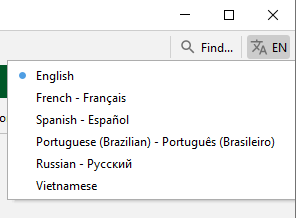 Find... EN
English
French - Français
Spanish - Español
Portuguese (Brazilian) - Português (Brasileiro)
Russian - Русский
Vietnamese